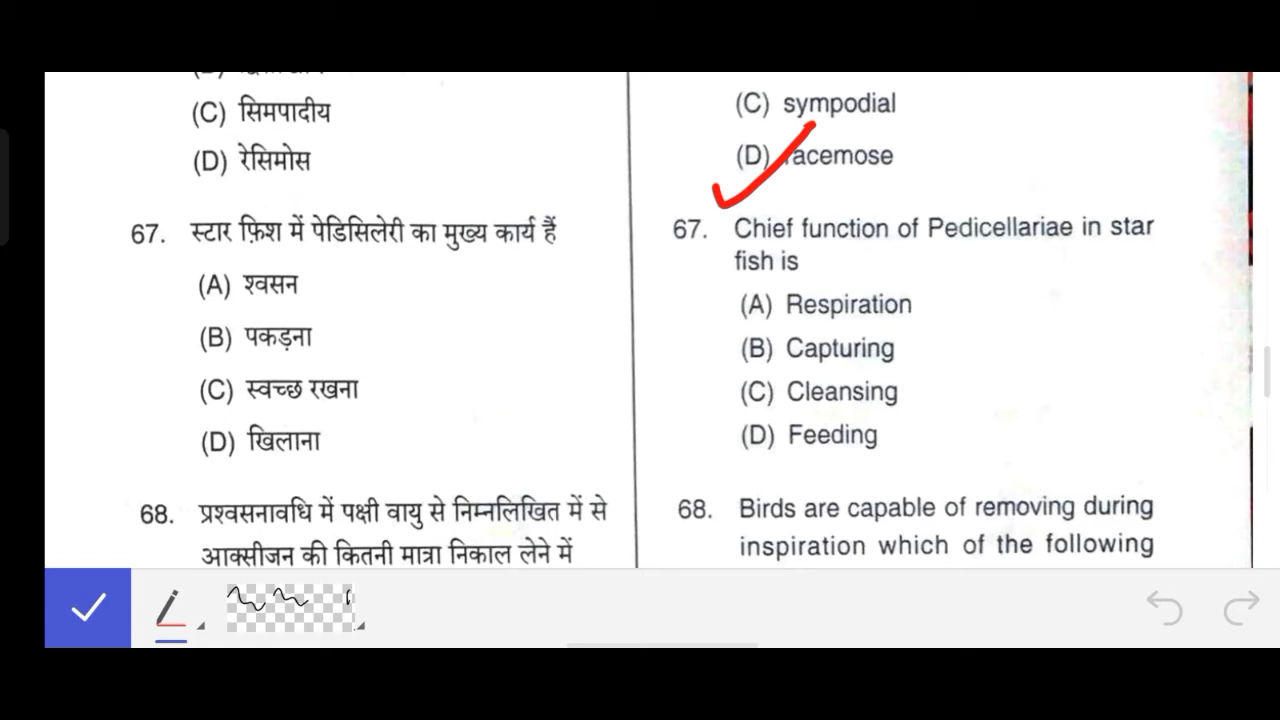 (C) सिमपादीय
(D) रेसिमोस
67. स्टार फ़िश में पेडिसिलेरी का मुख्य कार्य हैं
(A) श्वसन
(B) पकड़ना
(C) स्वच्छ रखना
(D) खिलाना
68. प्रश्वसनावधि में पक्षी वायु से निम्नलिखित में से
आक्सीजन की कितनी मात्रा निकाल लेने में
(C) sympodial
(D) racemose
67. Chief function of Pedicellariae in star
fish is
(A) Respiration
(B) Capturing
(C) Cleansing
(D) Feeding
68. Birds are capable of removing during
inspiration which of the following